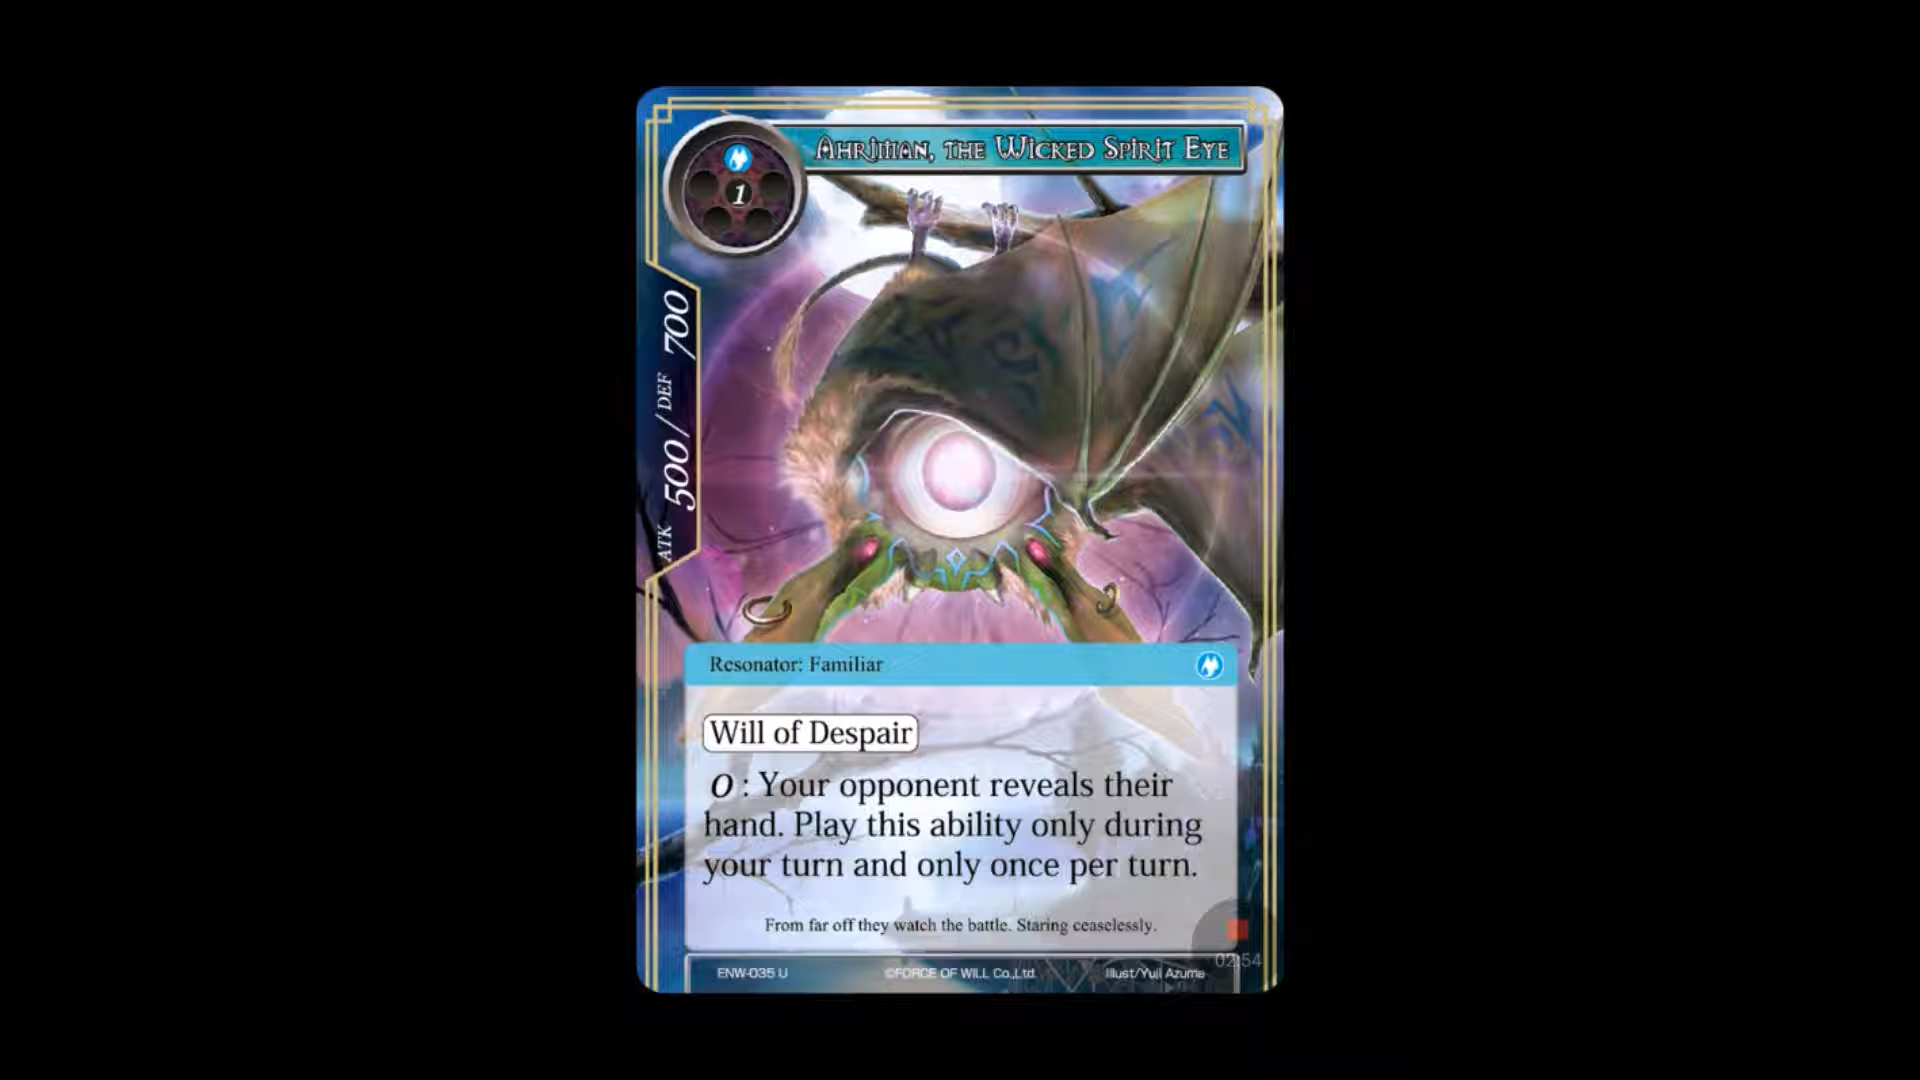 Ahriman, the Wicked Spirit Eye
1
ATK 500 / DEF 700
Resonator: Familiar
Will of Despair
0 : Your opponent reveals their
hand. Play this ability only during
your turn and only once per turn.
From far off they watch the battle. Staring ceaselessly.
ENW-035 U ©FORCE OF WILL Co.,Ltd. Illust/Yuji Azuma
02:54